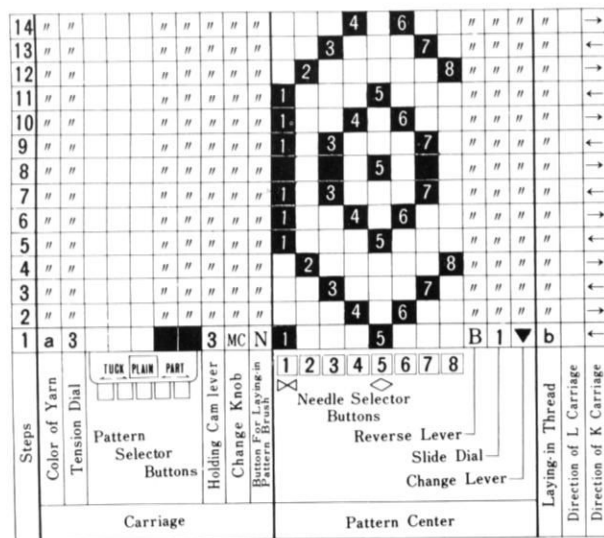 14 〃 〃 〃 〃 〃 〃 〃 4 6 〃 〃 〃 〃 →
13 〃 〃 〃 〃 〃 〃 〃 3 7 〃 〃 〃 〃 ←
12 〃 〃 〃 〃 〃 〃 〃 2 8 〃 〃 〃 〃 →
11 〃 〃 〃 〃 〃 〃 〃 1 5 〃 〃 〃 〃 ←
10 〃 〃 〃 〃 〃 〃 〃 1 4 6 〃 〃 〃 〃 →
9 〃 〃 〃 〃 〃 〃 〃 1 3 7 〃 〃 〃 〃 ←
8 〃 〃 〃 〃 〃 〃 〃 5 〃 〃 〃 〃 →
7 〃 〃 〃 〃 〃 〃 〃 1 3 7 〃 〃 〃 〃 ←
6 〃 〃 〃 〃 〃 〃 〃 1 4 6 〃 〃 〃 〃 →
5 〃 〃 〃 〃 〃 〃 〃 1 5 〃 〃 〃 〃 ←
4 〃 〃 〃 〃 〃 〃 〃 2 8 〃 〃 〃 〃 →
3 〃 〃 〃 〃 〃 〃 〃 3 7 〃 〃 〃 〃 ←
2 〃 〃 〃 〃 〃 〃 〃 4 6 〃 〃 〃 〃 →
1 a 3 3 MC N 1 5 B 1 ▼ b ←
Steps
Color of Yarn
Tension Dial
TUCK PLAIN PART
Pattern
Selector
Buttons
Holding Cam lever
Change Knob
Button For Laying-in
Pattern Brush
1 2 3 4 5 6 7 8
Needle Selector
Buttons
Reverse Lever
Slide Dial
Change Lever
Laying-in Thread
Direction of L Carriage
Direction of K Carriage
Carriage
Pattern Center